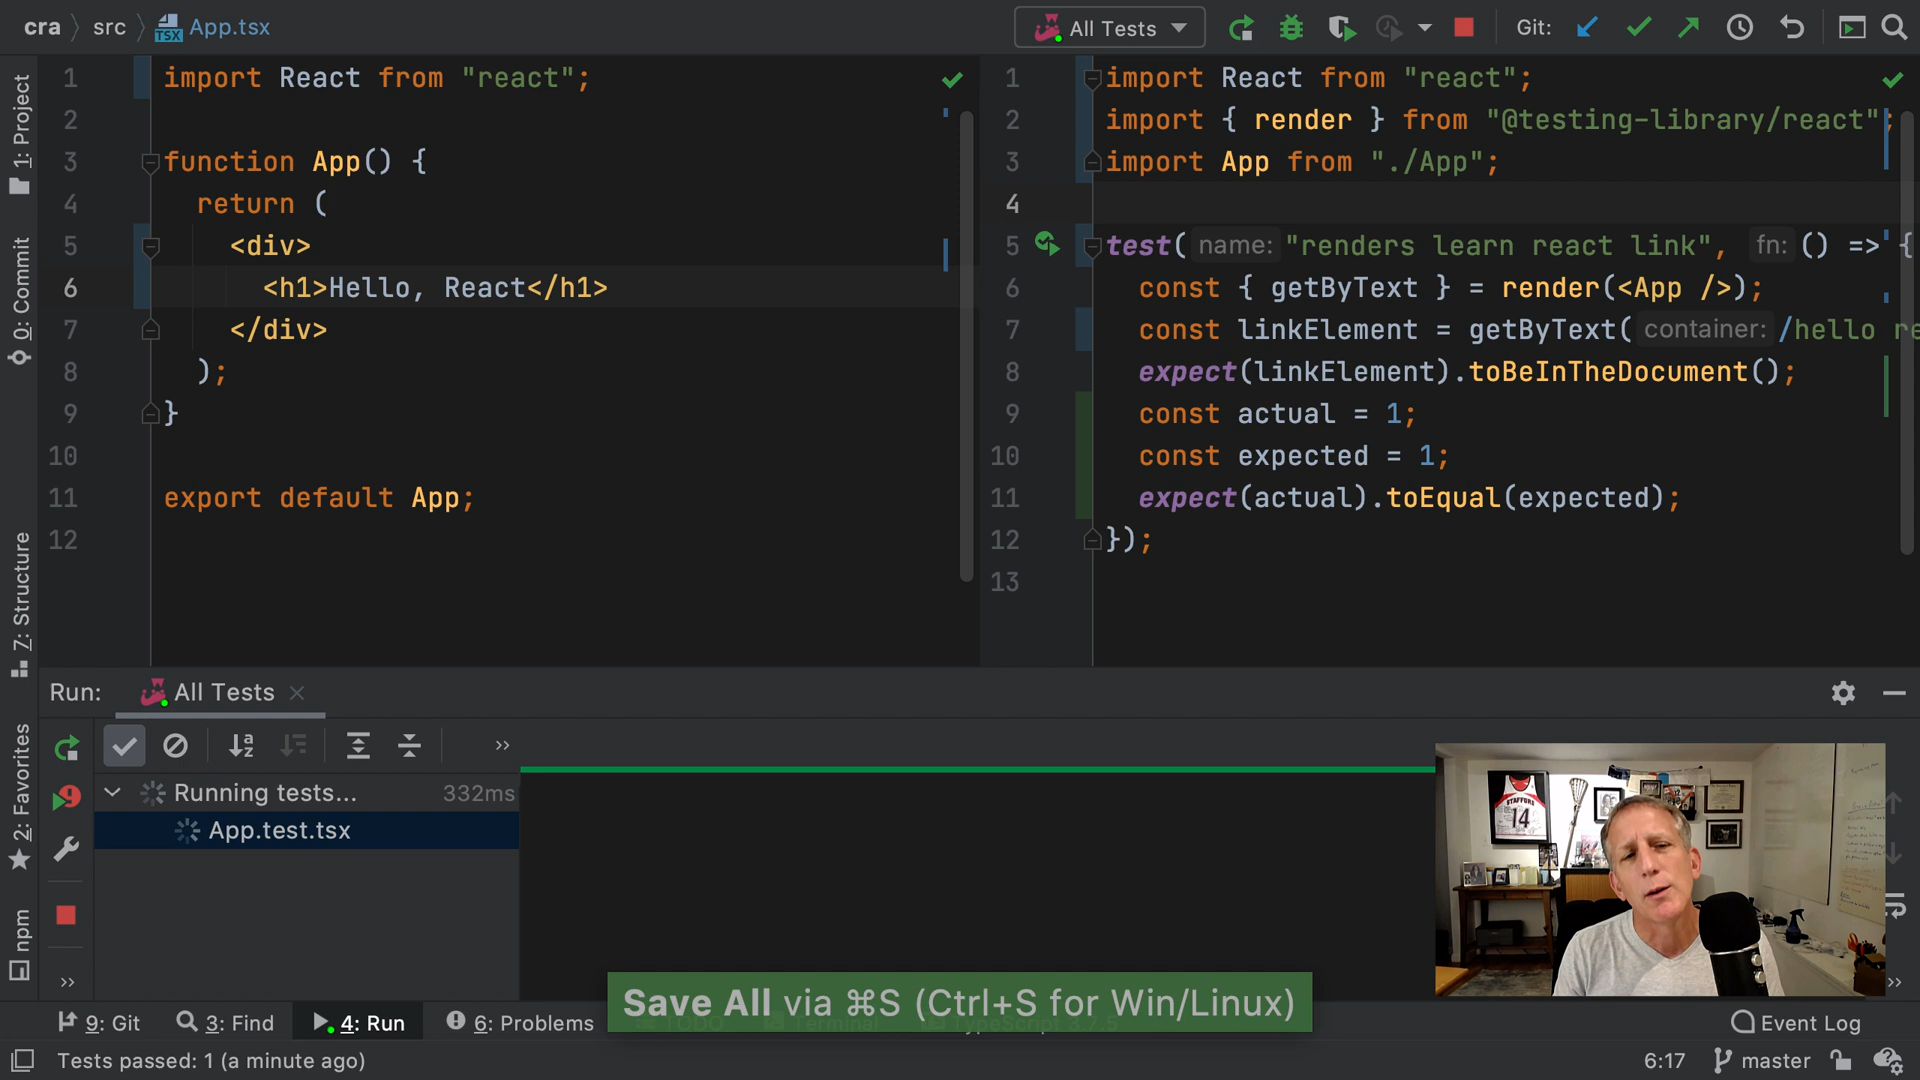 cra
src
App.tsx
All Tests
Git:
1 import React from "react";
2
3 function App() {
4 return (
5 <div>
6 <h1>Hello, React</h1>
7 </div>
8 );
9 }
10
11 export default App;
12
1 import React from "react";
2 import { render } from "@testing-library/react";
3 import App from "./App";
4
5 test( name: "renders learn react link", fn: () => {
6 const { getByText } = render(<App />);
7 const linkElement = getByText( container: /hello re
8 expect(linkElement).toBeInTheDocument();
9 const actual = 1;
10 const expected = 1;
11 expect(actual).toEqual(expected);
12 });
13
1: Project
0: Commit
7: Structure
2: Favorites
npm
Run:
All Tests
Running tests... 332ms
App.test.tsx
STAFFORD
14
Save All via ⌘S (Ctrl+S for Win/Linux)
9: Git
3: Find
4: Run
6: Problems
Event Log
Tests passed: 1 (a minute ago)
6:17
master